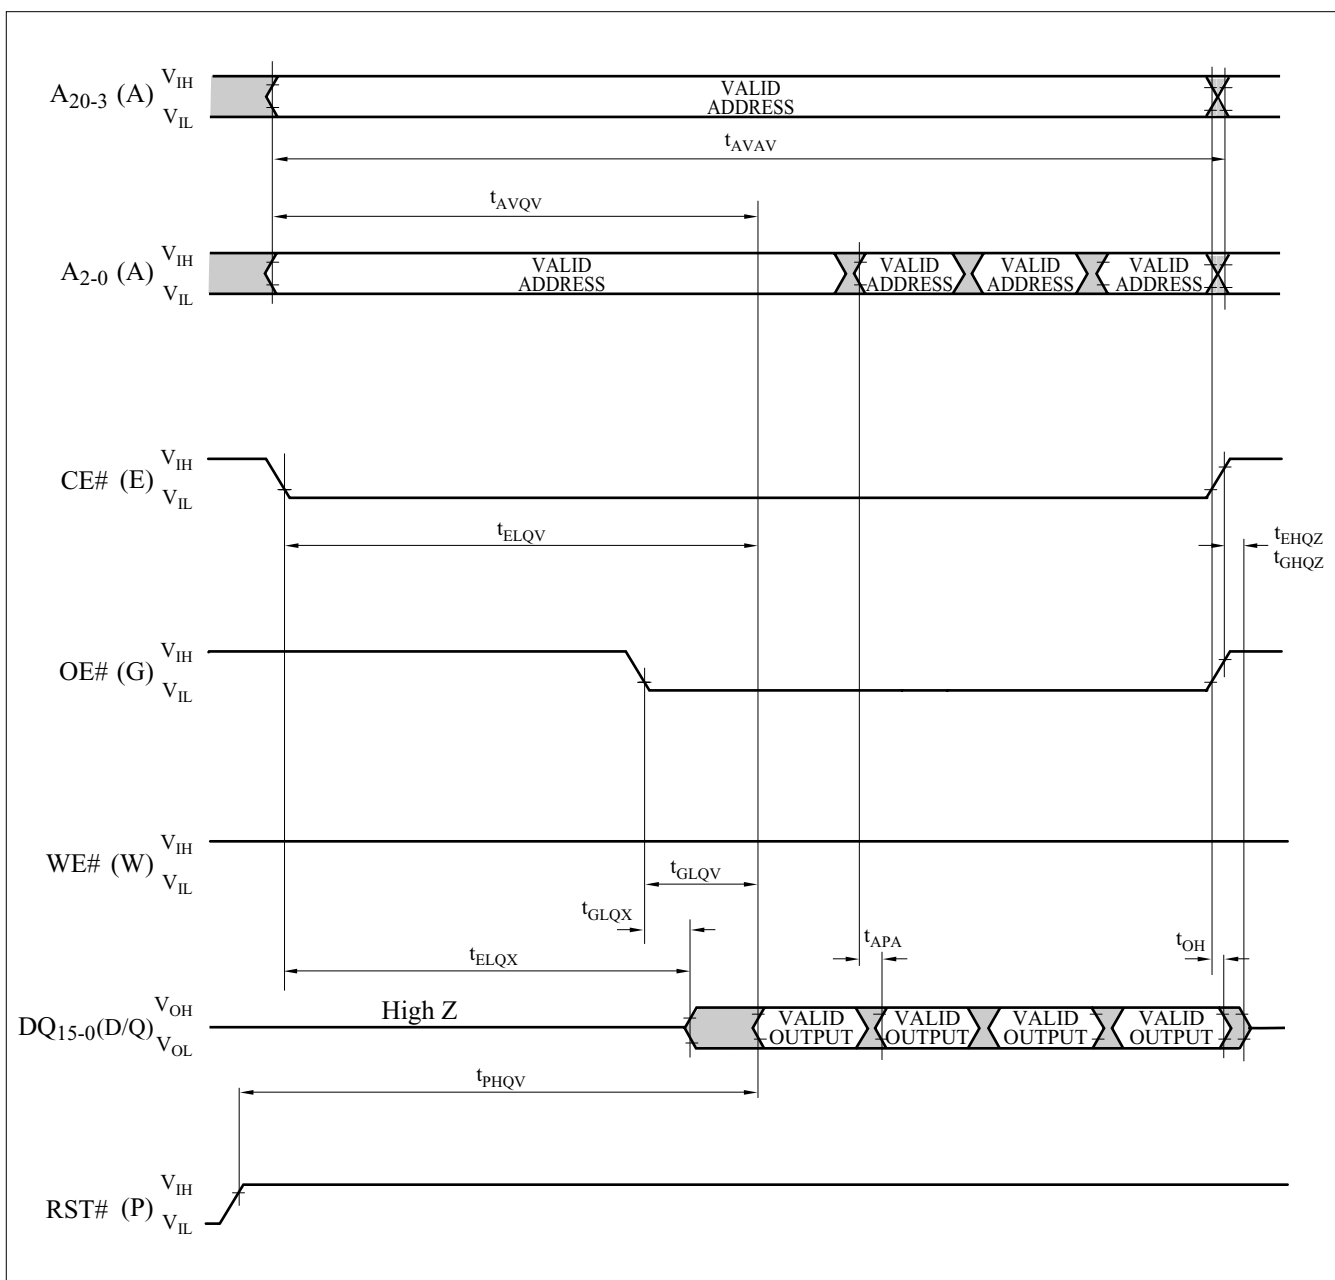 A20-3 (A) VIH VIL
VALID
ADDRESS
tAVAV
tAVQV
A2-0 (A) VIH VIL
VALID VALID VALID VALID
ADDRESS ADDRESS ADDRESS ADDRESS
CE# (E) VIH VIL
tELQV
tEHQZ
tGHQZ
OE# (G) VIH VIL
WE# (W) VIH VIL
tGLQV
tGLQX
tAPA
tOH
tELQX
DQ15-0(D/Q) VOH VOL
High Z
VALID VALID VALID VALID
OUTPUT OUTPUT OUTPUT OUTPUT
tPHQV
RST# (P) VIH VIL